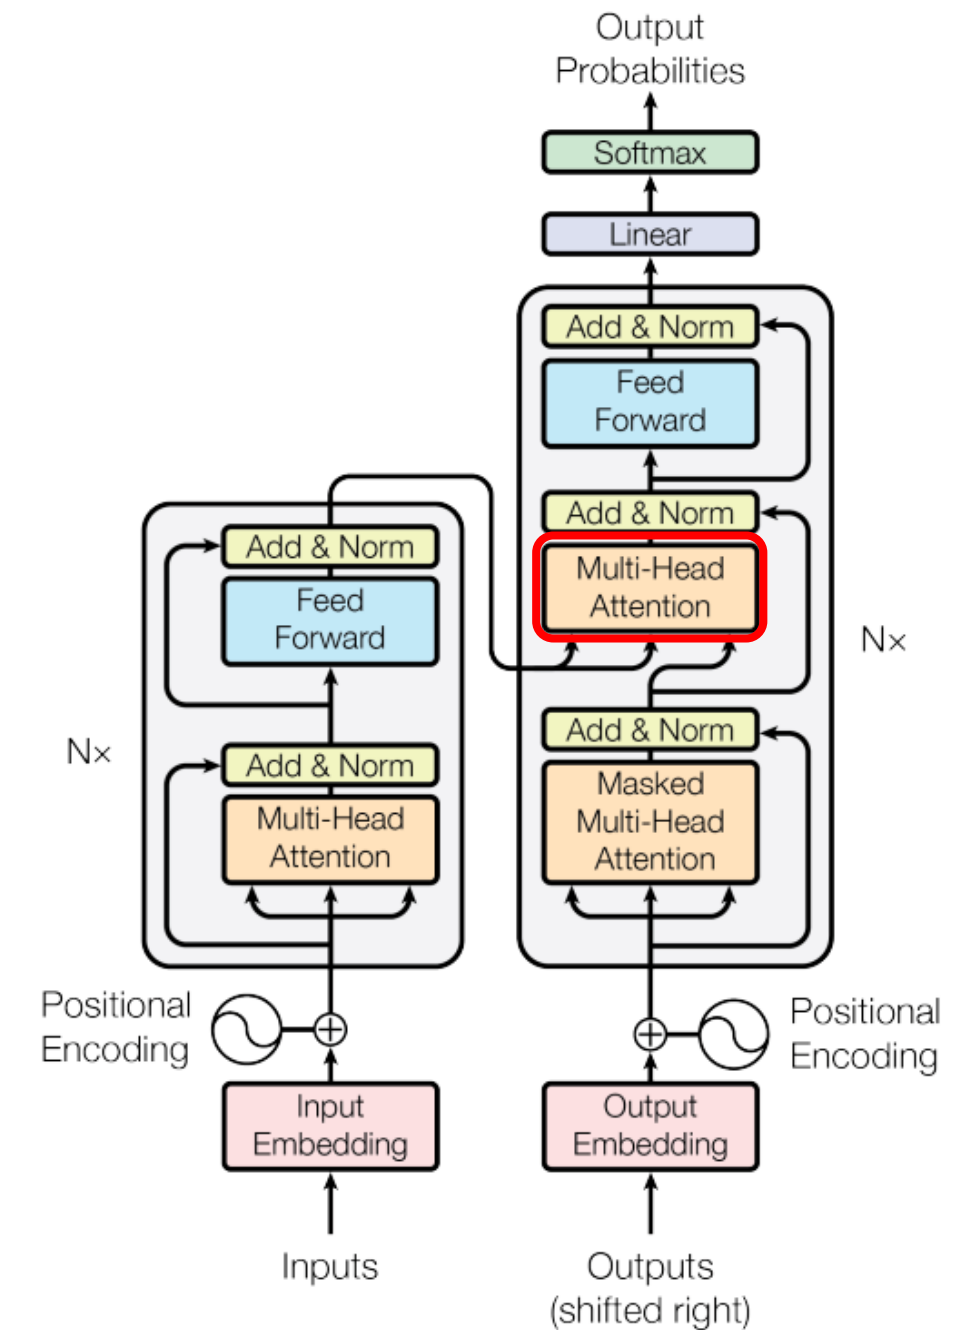 Output
Probabilities
Softmax
Linear
Add & Norm
Feed
Forward
Add & Norm
Multi-Head
Attention
Nx
Add & Norm
Masked
Multi-Head
Attention
Add & Norm
Feed
Forward
Nx
Add & Norm
Multi-Head
Attention
Positional
Encoding
Positional
Encoding
Input
Embedding
Output
Embedding
Inputs
Outputs
(shifted right)